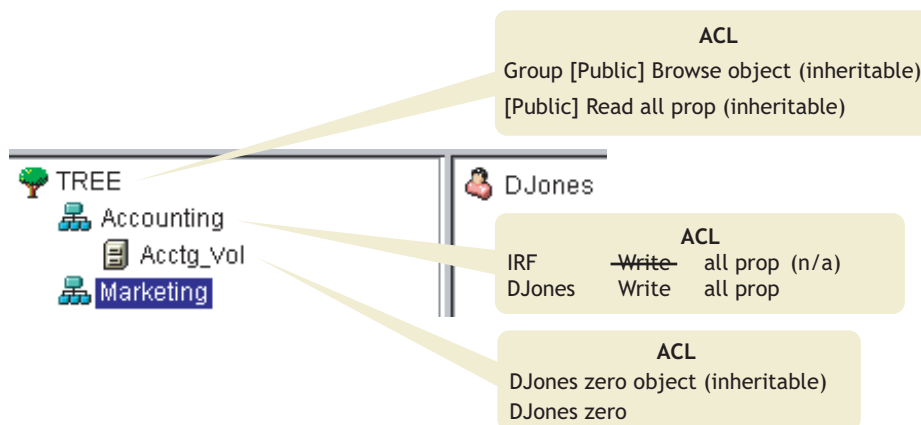 ACL
Group [Public] Browse object (inheritable)
[Public] Read all prop (inheritable)
TREE
DJones
Accounting
Acctg_Vol
Marketing
ACL
IRF Write all prop (n/a)
DJones Write all prop
ACL
DJones zero object (inheritable)
DJones zero